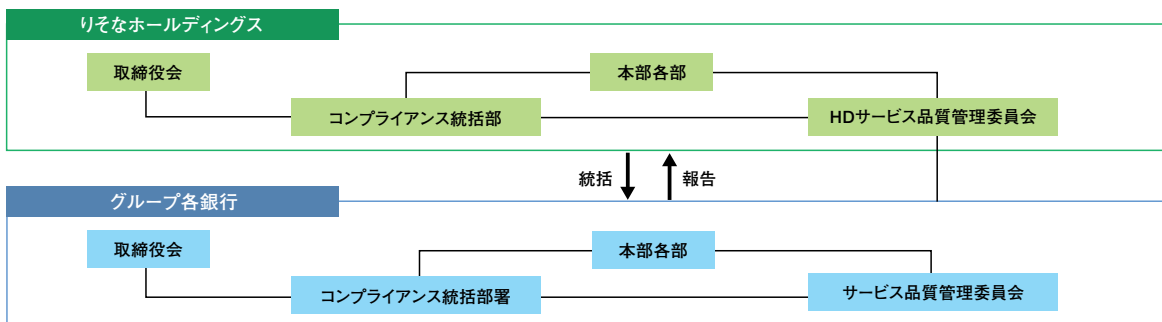 りそなホールディングス
取締役会
本部各部
コンプライアンス統括部
HDサービス品質管理委員会
統括
報告
グループ各銀行
取締役会
本部各部
コンプライアンス統括部署
サービス品質管理委員会